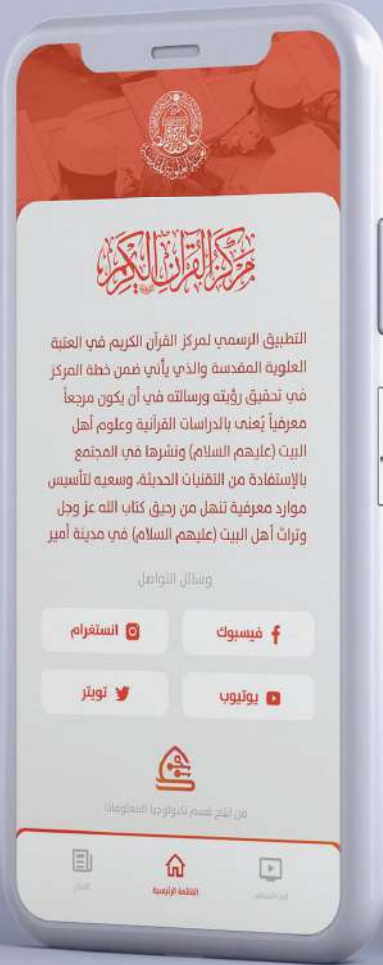 مركز القرآن الكريم
التطبيق الرسمي لمركز القرآن الكريم في العتبة
العلوية المقدسة والذي يأتي ضمن خطة المركز
في تحقيق رؤيته ورسالته في أن يكون مرجعاً
معرفياً يُعنى بالدراسات القرآنية وعلوم أهل
البيت (عليهم السلام) ونشرها في المجتمع
بالإستفادة من التقنيات الحديثة، وسعيه لتأسيس
موارد معرفية تنهل من رحيق كتاب الله عز وجل
وتراث أهل البيت (عليهم السلام) في مدينة أمير
وسائل التواصل
فيسبوك
انستغرام
يوتيوب
تويتر
من انتاج قسم تكنولوجيا المعلومات
القائمة الرئيسية